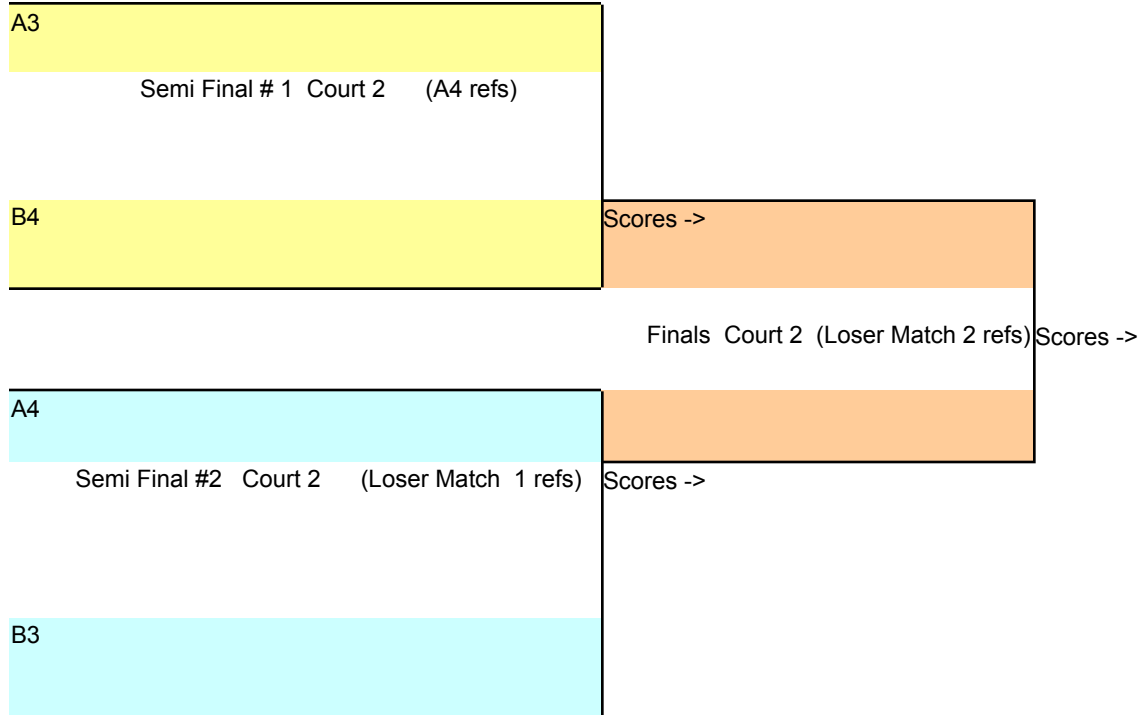 A3
Semi Final # 1 Court 2 (A4 refs)
B4
Scores ->
Finals Court 2 (Loser Match 2 refs)
Scores ->
A4
Semi Final #2 Court 2 (Loser Match 1 refs)
Scores ->
B3